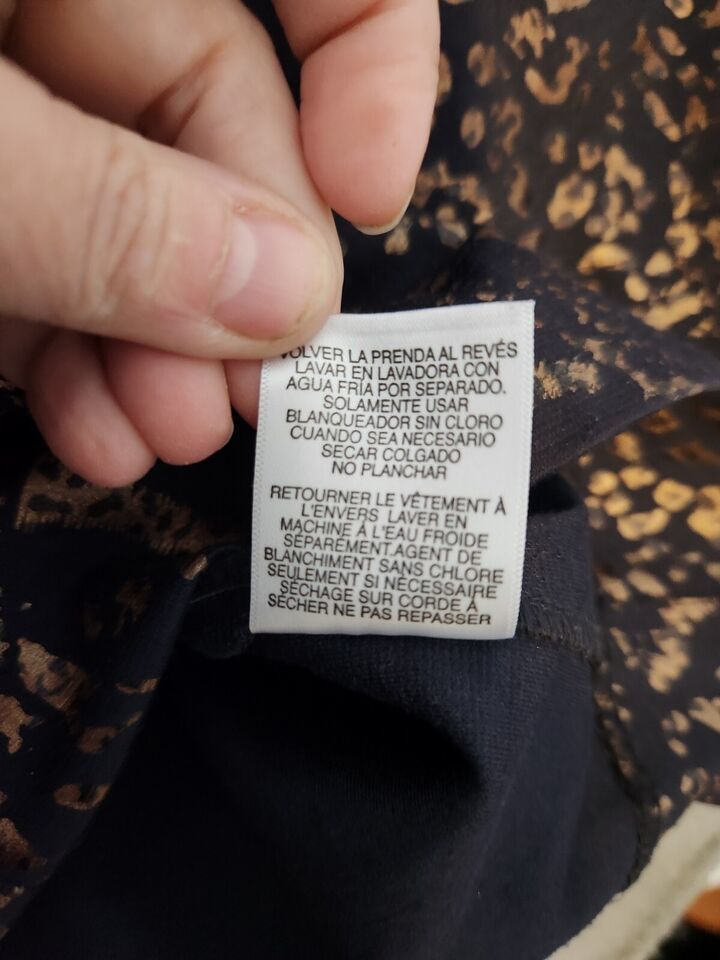 VOLVER LA PRENDA AL REVÉS
LAVAR EN LAVADORA CON
AGUA FRÍA POR SEPARADO.
SOLAMENTE USAR
BLANQUEADOR SIN CLORO
CUANDO SEA NECESARIO
SECAR COLGADO
NO PLANCHAR
RETOURNER LE VÊTEMENT À
L'ENVERS LAVER EN
MACHINE À L'EAU FROIDE
SÉPARÉMENT.AGENT DE
BLANCHIMENT SANS CHLORE
SEULEMENT SI NÉCESSAIRE
SÉCHAGE SUR CORDE À
SÉCHER NE PAS REPASSER